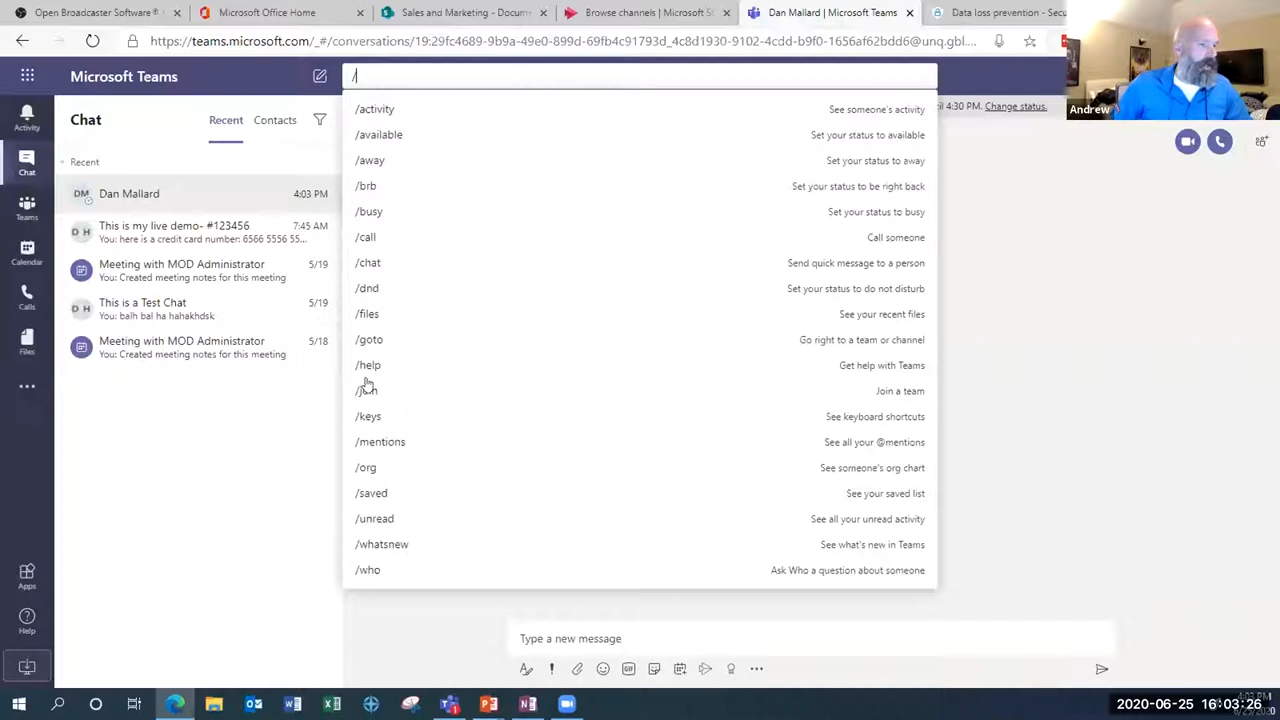 Open Broadcaster Software®
Microsoft Office Home
Sales and Marketing - Docume
Browse channels | Microsoft St
Dan Mallard | Microsoft Teams
Data loss prevention - Secu
https://teams.microsoft.com/_#/conversations/19:29fc4689-9b9a-49e0-899d-69fb4c91793d_4c8d1930-9102-4cdd-b9f0-1656af62bdd6@unq.gbl....
Microsoft Teams
/
Andrew
Activity
Chat
Teams
Calendar
Calls
Files
Apps
Help
Chat
Recent
Contacts
Recent
DM
Dan Mallard
4:03 PM
D H
This is my live demo- #123456
7:45 AM
You: here is a credit card number: 6566 5556 55...
Meeting with MOD Administrator
5/19
You: Created meeting notes for this meeting
D H
This is a Test Chat
5/19
You: balh bal ha hahakhdsk
Meeting with MOD Administrator
5/18
You: Created meeting notes for this meeting
4:30 PM. Change status.
/activity See someone's activity
/available Set your status to available
/away Set your status to away
/brb Set your status to be right back
/busy Set your status to busy
/call Call someone
/chat Send quick message to a person
/dnd Set your status to do not disturb
/files See your recent files
/goto Go right to a team or channel
/help Get help with Teams
/join Join a team
/keys See keyboard shortcuts
/mentions See all your @mentions
/org See someone's org chart
/saved See your saved list
/unread See all your unread activity
/whatsnew See what's new in Teams
/who Ask Who a question about someone
Type a new message
GIF
2020-06-25 16:03:26